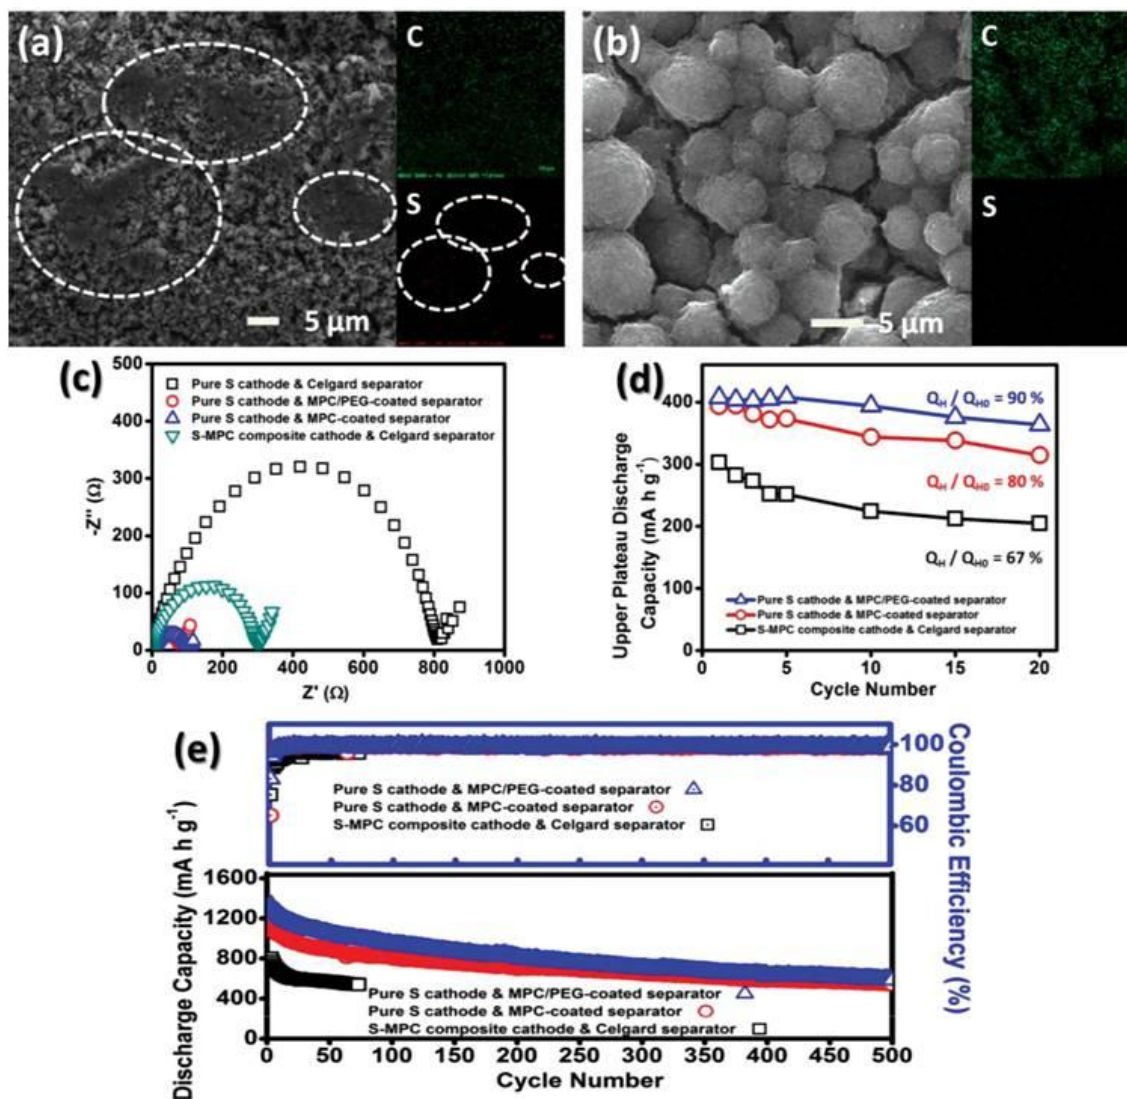 (a)
C
S
5 µm
(b)
C
S
5 µm
(c)
500
400
300
200
100
0
0 200 400 600 800 1000
-Z'' (Ω)
Z' (Ω)
Pure S cathode & Celgard separator
Pure S cathode & MPC/PEG-coated separator
Pure S cathode & MPC-coated separator
S-MPC composite cathode & Celgard separator
(d)
400
300
200
100
0
0 5 10 15 20
Upper Plateau Discharge
Capacity (mA h g⁻¹)
Cycle Number
Q_H / Q_H0 = 90 %
Q_H / Q_H0 = 80 %
Q_H / Q_H0 = 67 %
Pure S cathode & MPC/PEG-coated separator
Pure S cathode & MPC-coated separator
S-MPC composite cathode & Celgard separator
(e)
100
80
60
Coulombic Efficiency (%)
Pure S cathode & MPC/PEG-coated separator
Pure S cathode & MPC-coated separator
S-MPC composite cathode & Celgard separator
1600
1200
800
400
0
Discharge Capacity (mA h g⁻¹)
Pure S cathode & MPC/PEG-coated separator
Pure S cathode & MPC-coated separator
S-MPC composite cathode & Celgard separator
0 50 100 150 200 250 300 350 400 450 500
Cycle Number